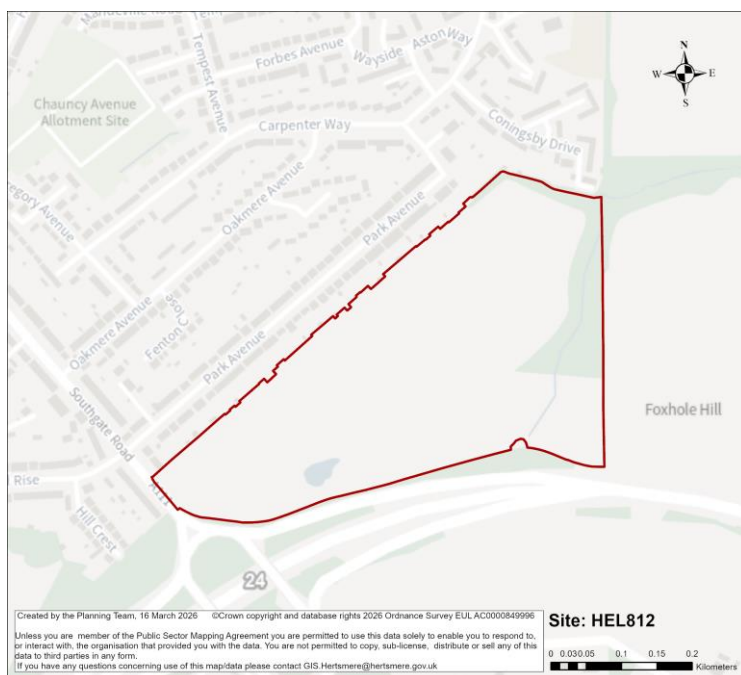 Mandeville Road
Tempest Avenue
Forbes Avenue
Wayside
Aston Way
N
W E
S
Chauncy Avenue
Allotment Site
Carpenter Way
Coningsby Drive
Gregory Avenue
Oakmere Avenue
Park Avenue
Fenton Close
Oakmere Avenue
Park Avenue
Southgate Road
Foxhole Hill
Rise
A111
Hill Crest
24
Created by the Planning Team, 16 March 2026 ©Crown copyright and database rights 2026 Ordnance Survey EUL AC0000849996
Unless you are member of the Public Sector Mapping Agreement you are permitted to use this data solely to enable you to respond to,
or interact with, the organisation that provided you with the data. You are not permitted to copy, sub-license, distribute or sell any of this
data to third parties in any form.
If you have any questions concerning use of this map/data please contact GIS.Hertsmere@hertsmere.gov.uk
Site: HEL812
0 0.03 0.05 0.1 0.15 0.2
Kilometers